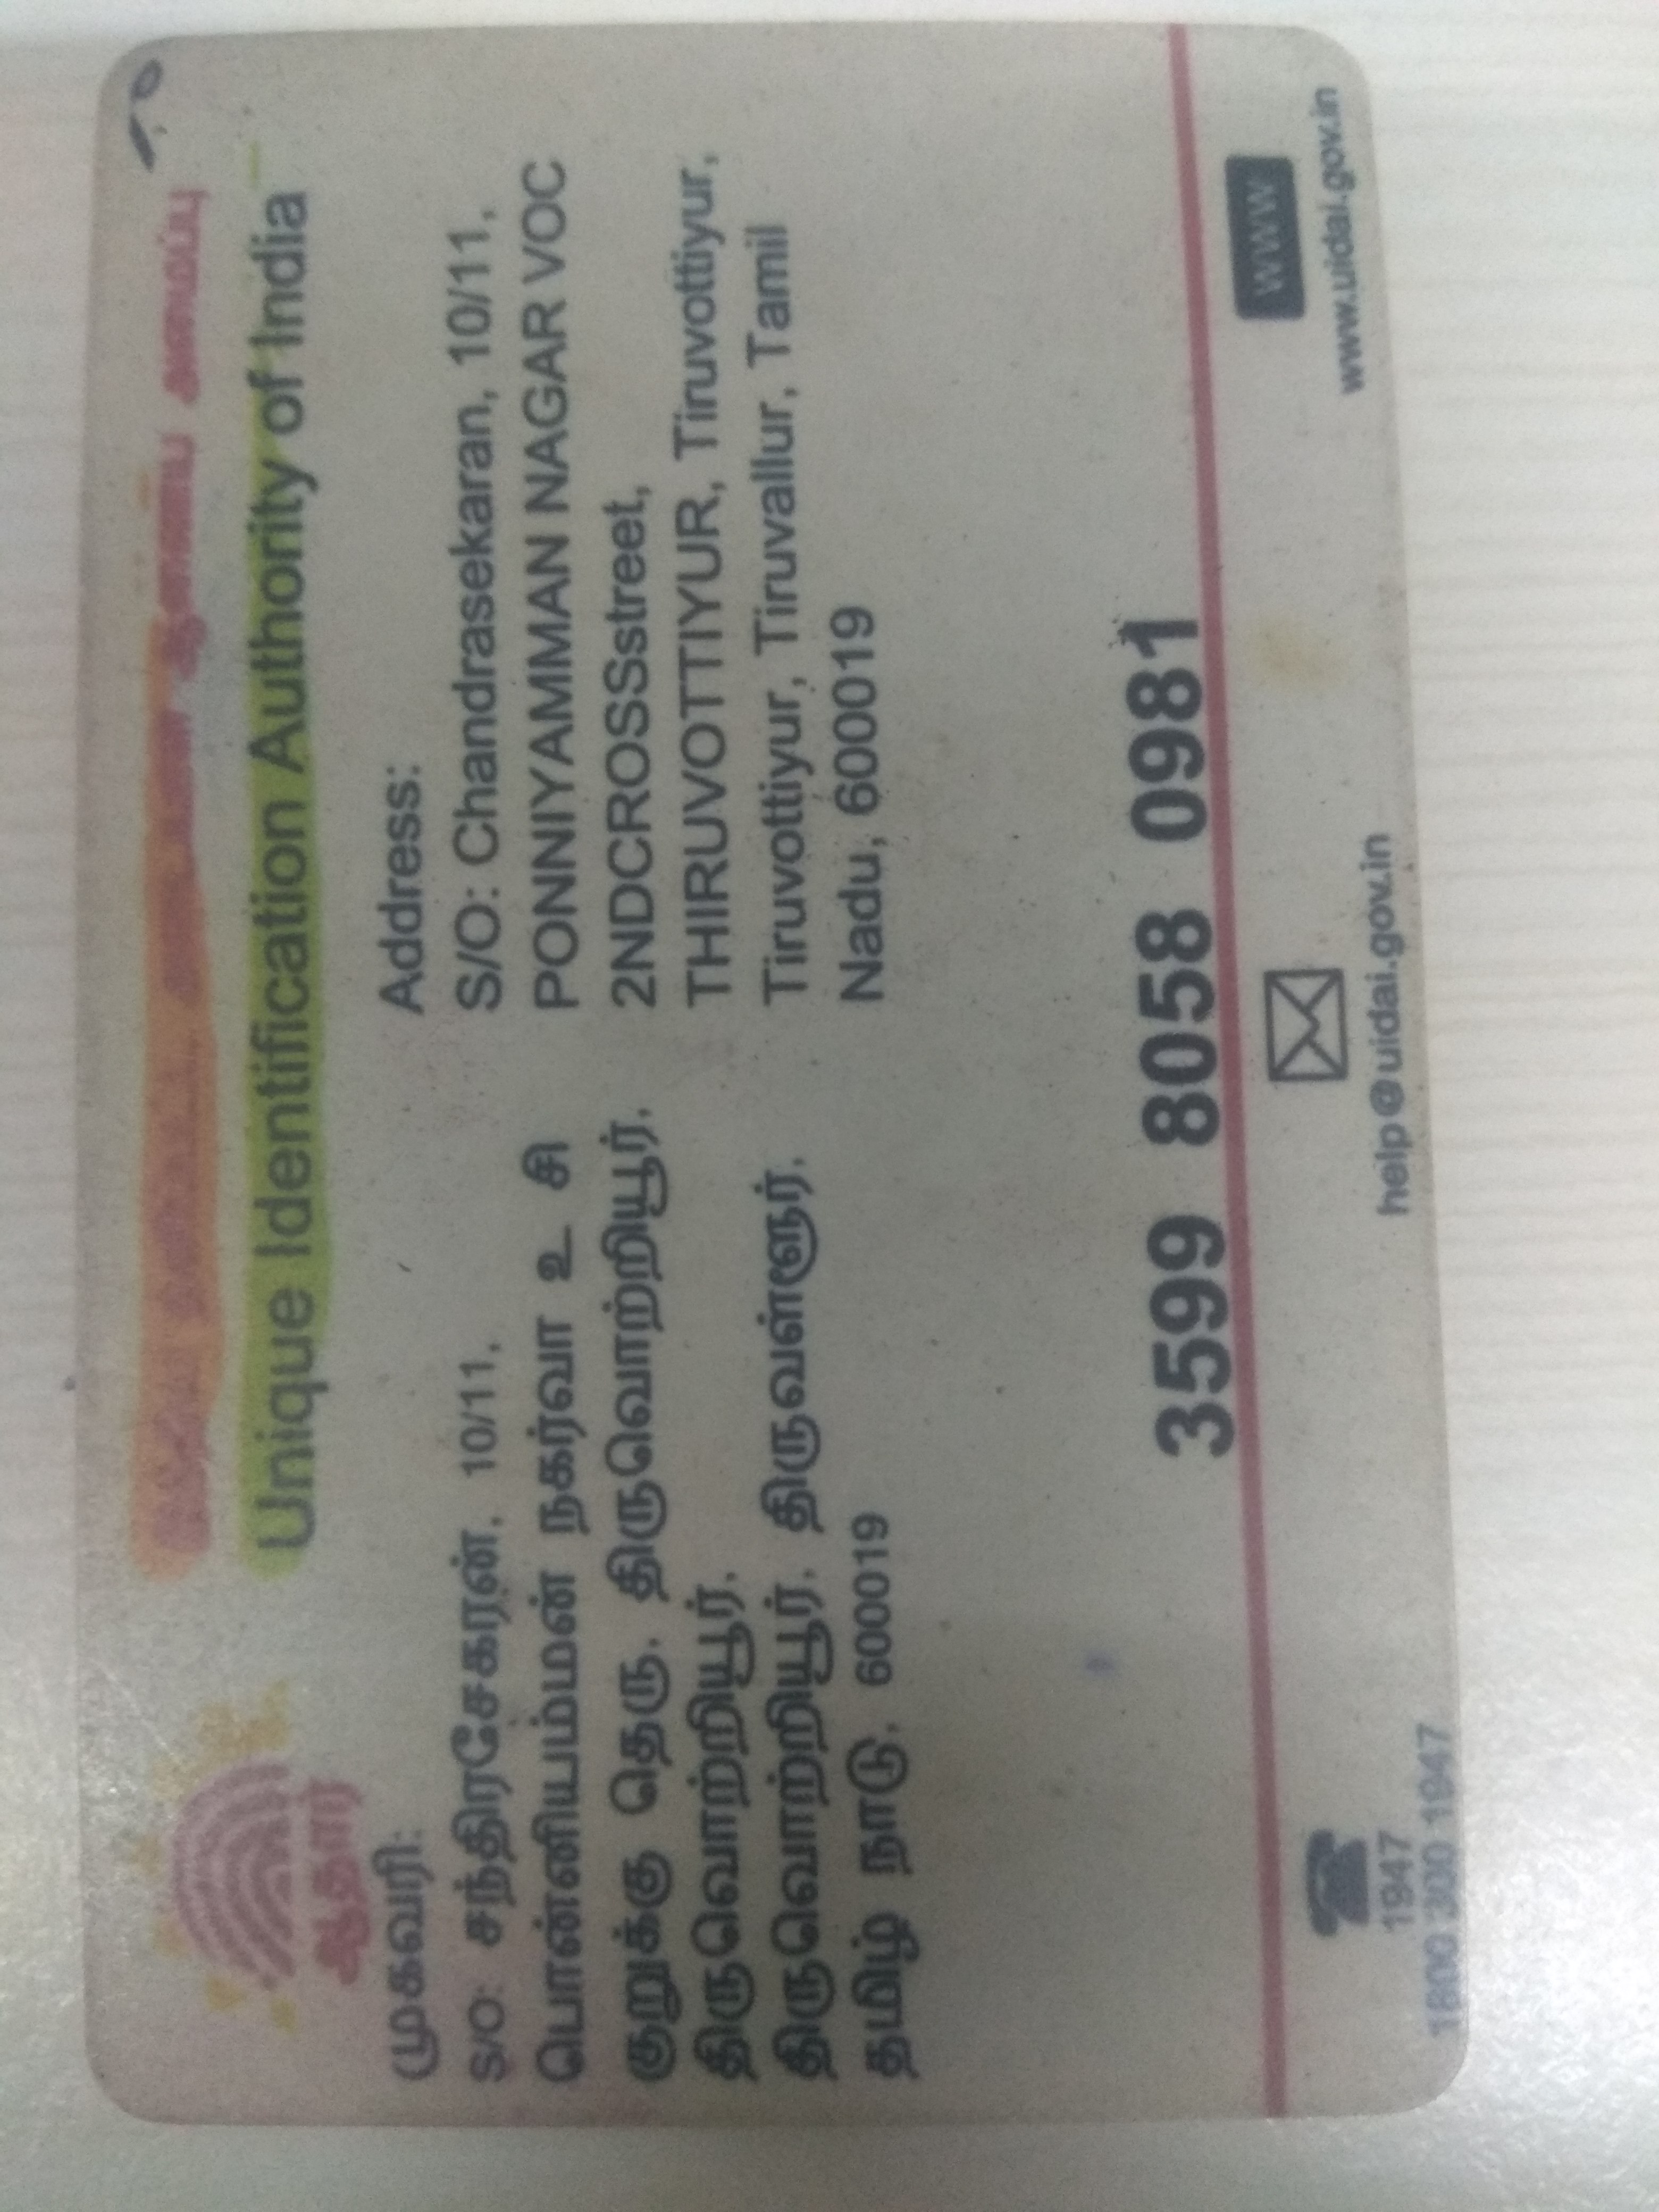 Unique Identification Authority of India
ஆதார்
முகவரி:
S/O: சந்திரசேகரன், 10/11,
பொன்னியம்மன் நகர்வா உ சி
குறுக்கு தெரு, திருவொற்றியூர்,
திருவொற்றியூர்,
திருவொற்றியூர், திருவள்ளூர்,
தமிழ் நாடு, 600019
Address:
S/O: Chandrasekaran, 10/11,
PONNIYAMMAN NAGAR VOC
2NDCROSSstreet,
THIRUVOTTIYUR, Tiruvottiyur,
Tiruvottiyur, Tiruvallur, Tamil
Nadu, 600019
3599 8058 0981
1947
1800 300 1947
help@uidai.gov.in
WWW
www.uidai.gov.in